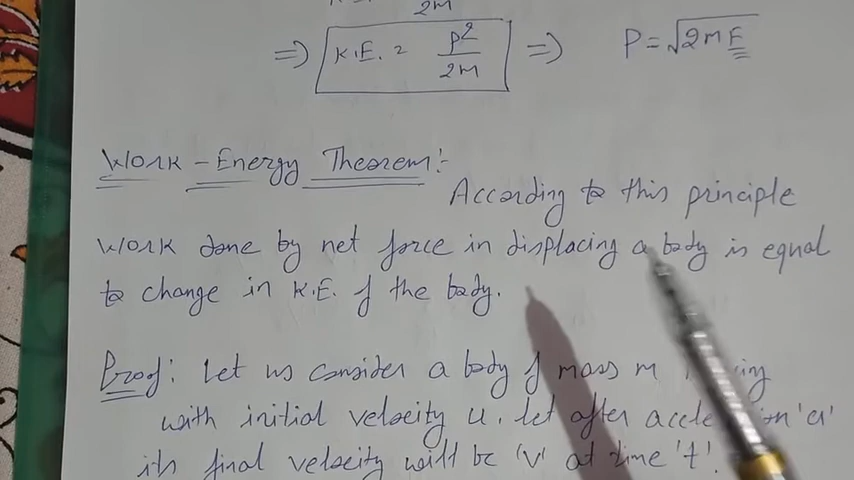 2m
=> K.E. = P²/2m => P = √2mE
Work - Energy Theorem:-
According to this principle
Work done by net force in displacing a body is equal
to change in K.E. of the body.
Proof: Let us consider a body of mass m
with initial velocity u. let after 'a'
its final velocity will be 'v' at time 't'.